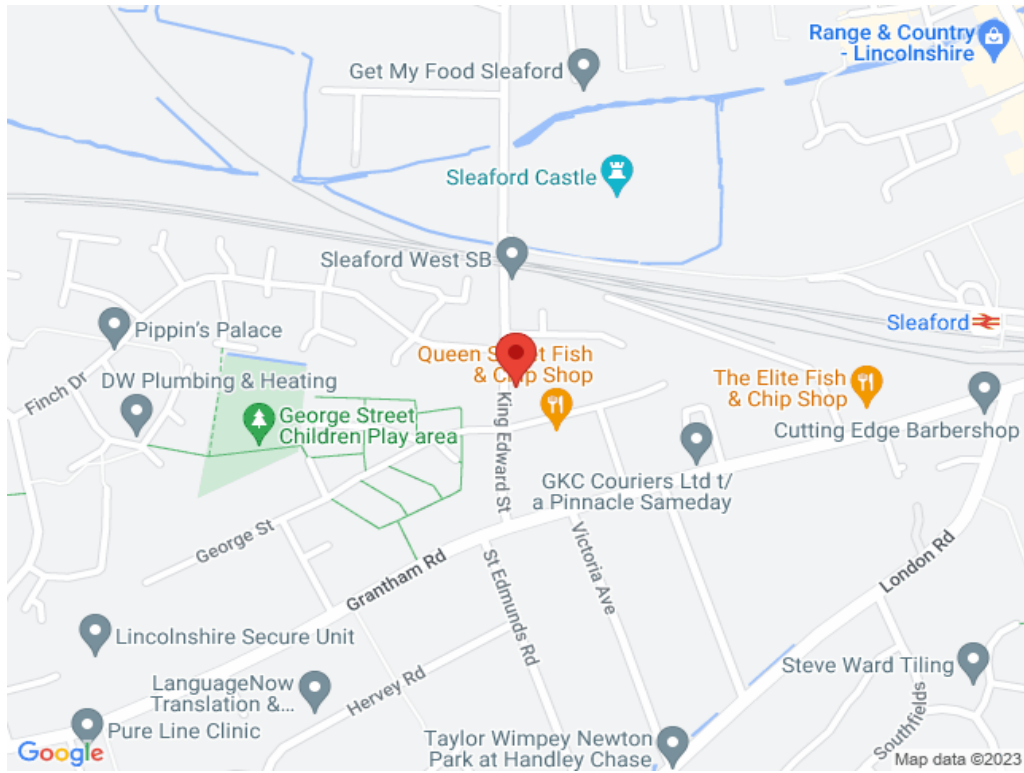 Range & Country
- Lincolnshire
Get My Food Sleaford
Sleaford Castle
Sleaford West SB
Sleaford
Pippin's Palace
Queen Street Fish
& Chip Shop
Finch Dr
DW Plumbing & Heating
The Elite Fish
& Chip Shop
George Street
Children Play area
King Edward St
Cutting Edge Barbershop
GKC Couriers Ltd t/
a Pinnacle Sameday
George St
Grantham Rd
St Edmunds Rd
Victoria Ave
London Rd
Lincolnshire Secure Unit
Steve Ward Tiling
LanguageNow
Translation &...
Hervey Rd
Southfields
Pure Line Clinic
Taylor Wimpey Newton
Park at Handley Chase
Google
Map data ©2023